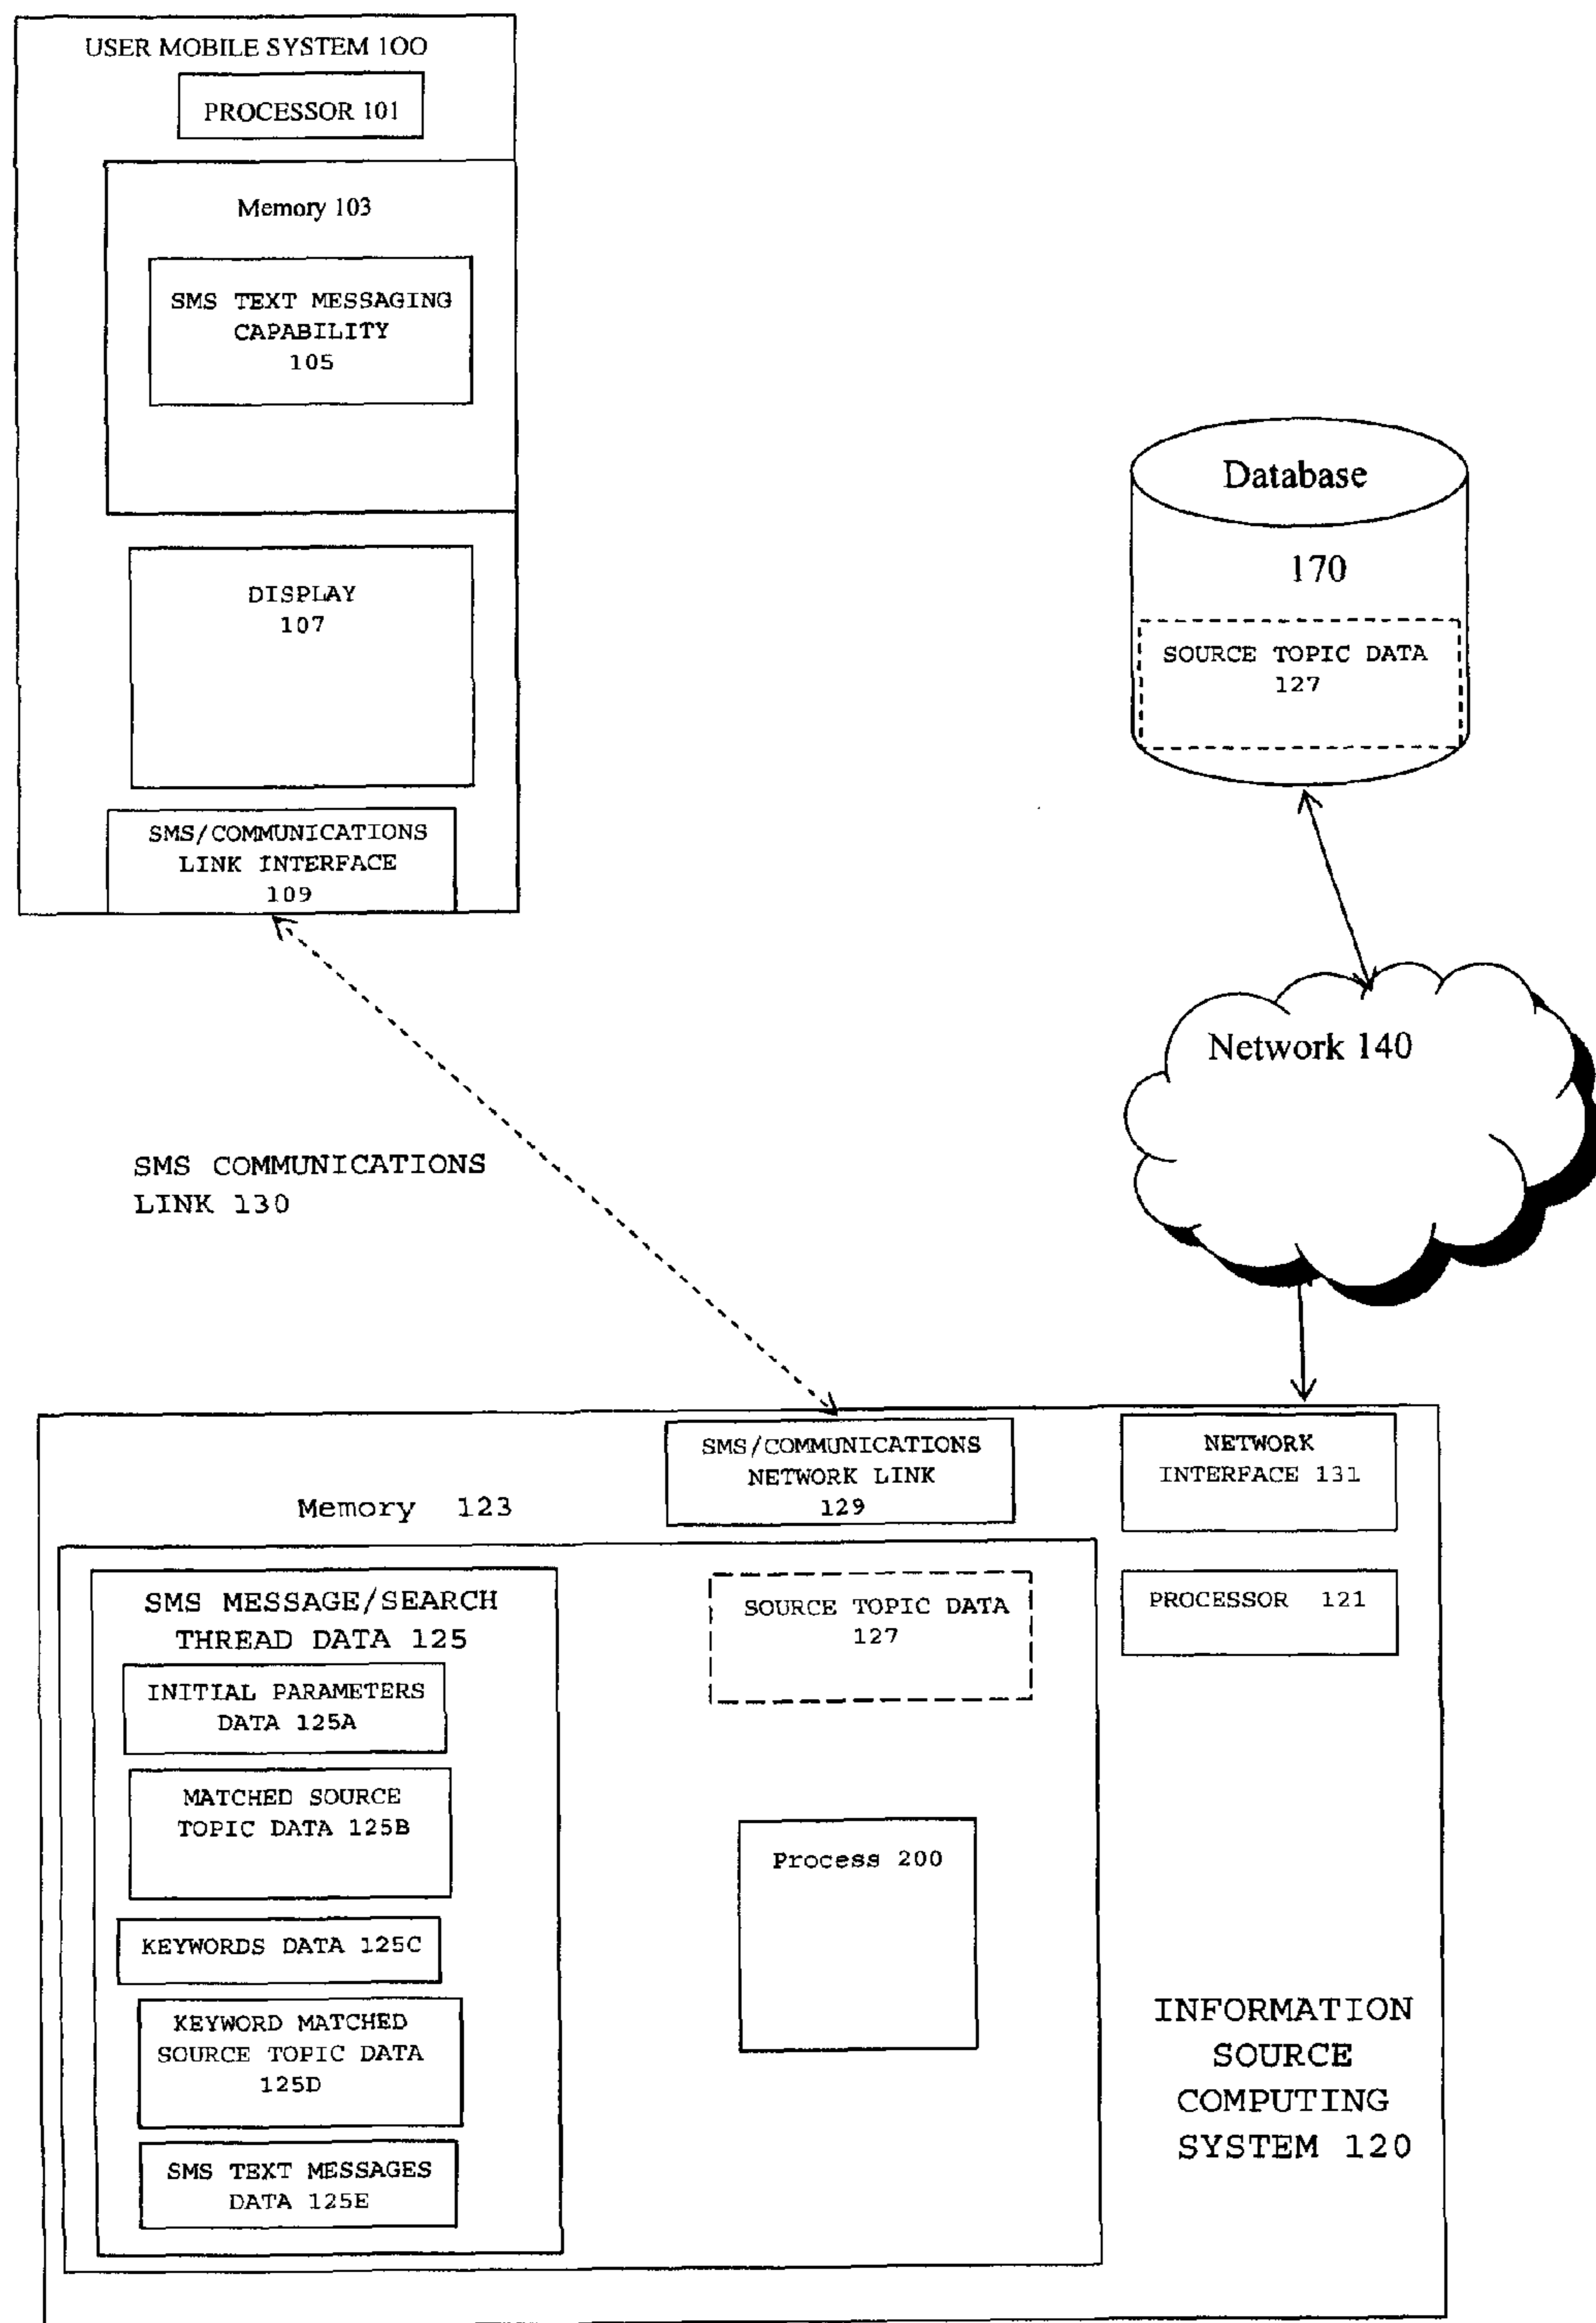 USER MOBILE SYSTEM 100
PROCESSOR 101
Memory 103
SMS TEXT MESSAGING
CAPABILITY
105
DISPLAY
107
SMS/COMMUNICATIONS
LINK INTERFACE
109
Database
170
SOURCE TOPIC DATA
127
Network 140
SMS COMMUNICATIONS
LINK 130
SMS/COMMUNICATIONS
NETWORK LINK
129
NETWORK
INTERFACE 131
Memory 123
PROCESSOR 121
SMS MESSAGE/SEARCH
THREAD DATA 125
INITIAL PARAMETERS
DATA 125A
MATCHED SOURCE
TOPIC DATA 125B
KEYWORDS DATA 125C
KEYWORD MATCHED
SOURCE TOPIC DATA
125D
SMS TEXT MESSAGES
DATA 125E
SOURCE TOPIC DATA
127
Process 200
INFORMATION
SOURCE
COMPUTING
SYSTEM 120